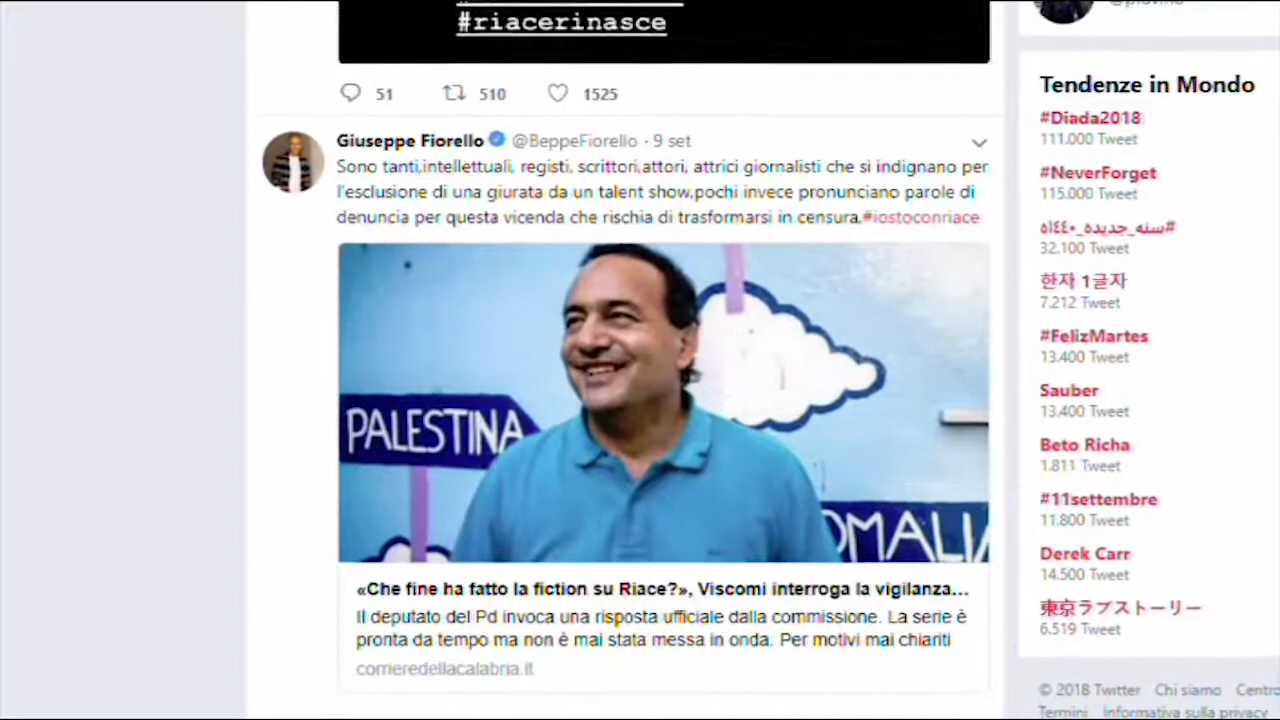 #riacerinasce
51 510 1525
Giuseppe Fiorello @BeppeFiorello · 9 set
Sono tanti,intellettuali, registi, scrittori,attori, attrici giornalisti che si indignano per
l'esclusione di una giurata da un talent show,pochi invece pronunciano parole di
denuncia per questa vicenda che rischia di trasformarsi in censura.#iostoconriace
PALESTINA
OMALIA
«Che fine ha fatto la fiction su Riace?», Viscomi interroga la vigilanza...
Il deputato del Pd invoca una risposta ufficiale dalla commissione. La serie è
pronta da tempo ma non è mai stata messa in onda. Per motivi mai chiariti
corrieredellacalabria.it
Tendenze in Mondo
#Diada2018
111.000 Tweet
#NeverForget
115.000 Tweet
#سنه_جديده_١٤٤٠ه
32.100 Tweet
한자 1글자
7.212 Tweet
#FelizMartes
13.400 Tweet
Sauber
13.400 Tweet
Beto Richa
1.811 Tweet
#11settembre
11.800 Tweet
Derek Carr
14.500 Tweet
東京ラブストーリー
6.519 Tweet
© 2018 Twitter Chi siamo Centro
Termini Informativa sulla privacy